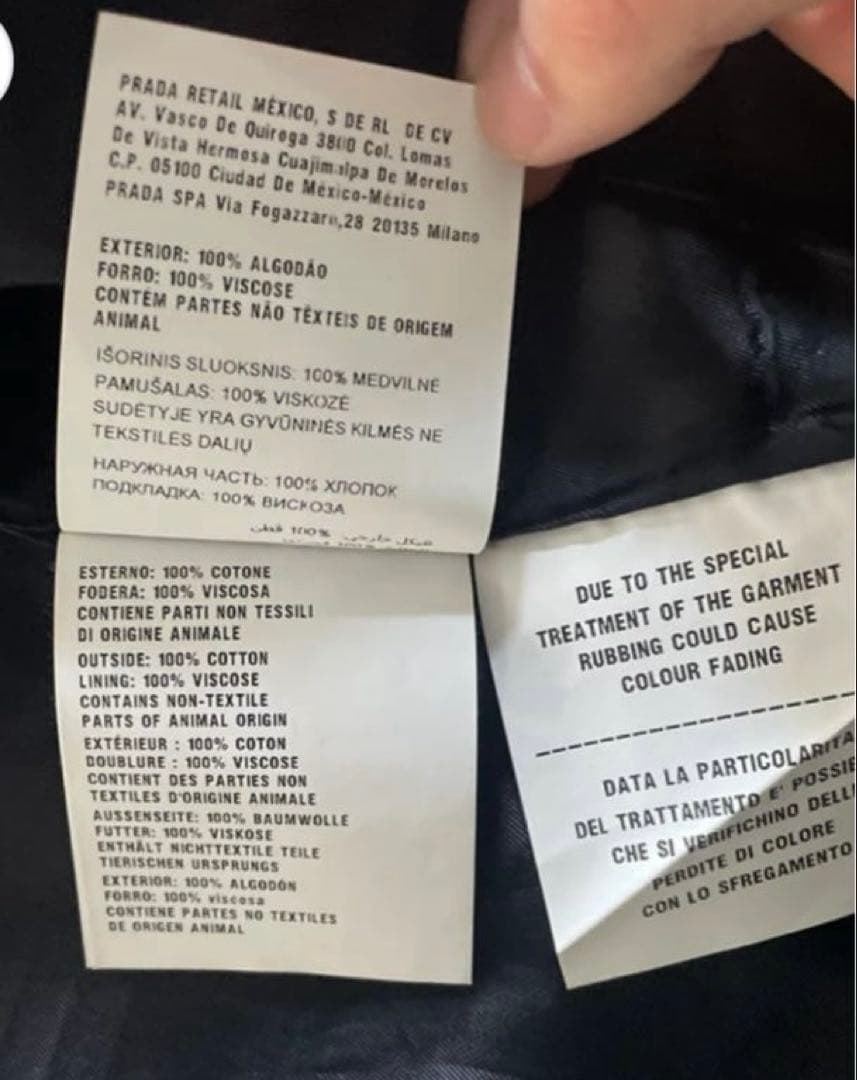 PRADA RETAIL MÉXICO, S DE RL DE CV
AV. Vasco De Quiroga 3800 Col. Lomas
De Vista Hermosa Cuajimalpa De Morelos
C.P. 05100 Ciudad De México-México
PRADA SPA Via Fogazzaro,28 20135 Milano
EXTERIOR: 100% ALGODÃO
FORRO: 100% VISCOSE
CONTÉM PARTES NÃO TÊXTEIS DE ORIGEM
ANIMAL
IŠORINIS SLUOKSNIS: 100% MEDVILNĖ
PAMUŠALAS: 100% VISKOZĖ
SUDĖTYJE YRA GYVŪNINĖS KILMĖS NE
TEKSTILĖS DALIŲ
НАРУЖНАЯ ЧАСТЬ: 100% ХЛОПОК
ПОДКЛАДКА: 100% ВИСКОЗА
100% قطن
ESTERNO: 100% COTONE
FODERA: 100% VISCOSA
CONTIENE PARTI NON TESSILI
DI ORIGINE ANIMALE
OUTSIDE: 100% COTTON
LINING: 100% VISCOSE
CONTAINS NON-TEXTILE
PARTS OF ANIMAL ORIGIN
EXTÉRIEUR : 100% COTON
DOUBLURE : 100% VISCOSE
CONTIENT DES PARTIES NON
TEXTILES D'ORIGINE ANIMALE
AUSSENSEITE: 100% BAUMWOLLE
FUTTER: 100% VISKOSE
ENTHÄLT NICHTTEXTILE TEILE
TIERISCHEN URSPRUNGS
EXTERIOR: 100% ALGODÓN
FORRO: 100% viscosa
CONTIENE PARTES NO TEXTILES
DE ORIGEN ANIMAL
DUE TO THE SPECIAL
TREATMENT OF THE GARMENT
RUBBING COULD CAUSE
COLOUR FADING
DATA LA PARTICOLARITA
DEL TRATTAMENTO E' POSSIE
CHE SI VERIFICHINO DELL
PERDITE DI COLORE
CON LO SFREGAMENTO